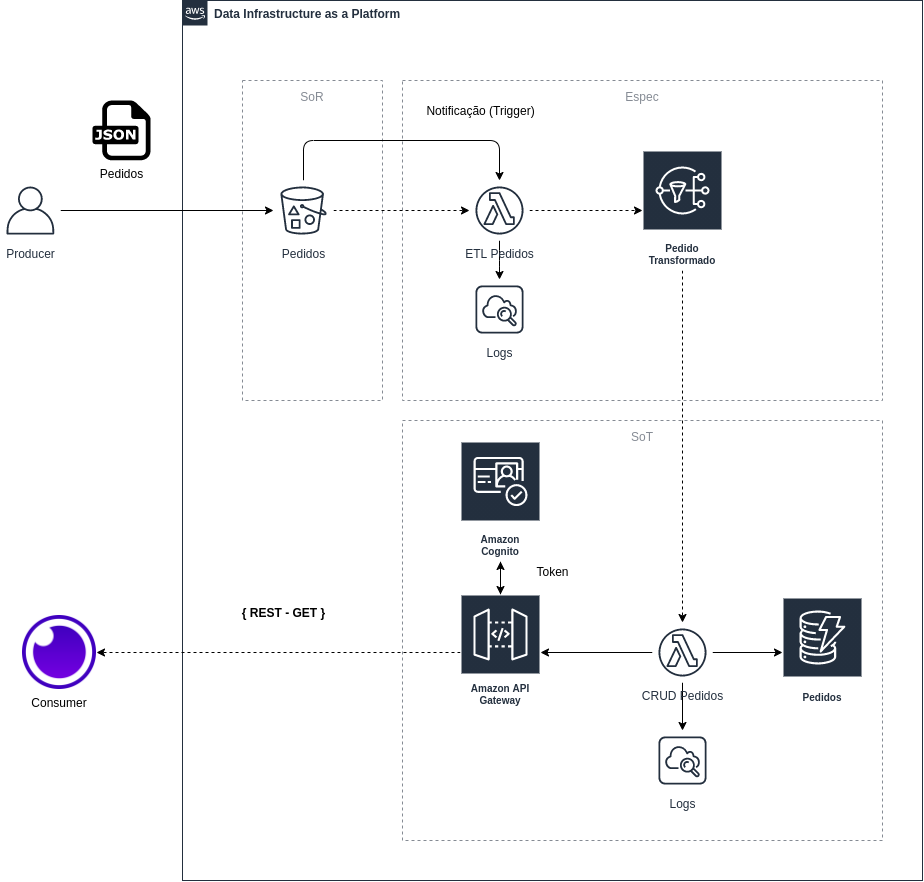 aws
Data Infrastructure as a Platform
SoR
Espec
Notificação (Trigger)
JSON
Pedidos
Producer
Pedidos
ETL Pedidos
Pedido
Transformado
Logs
SoT
Amazon
Cognito
Token
{ REST - GET }
</>
Amazon API
Gateway
CRUD Pedidos
Pedidos
Consumer
Logs